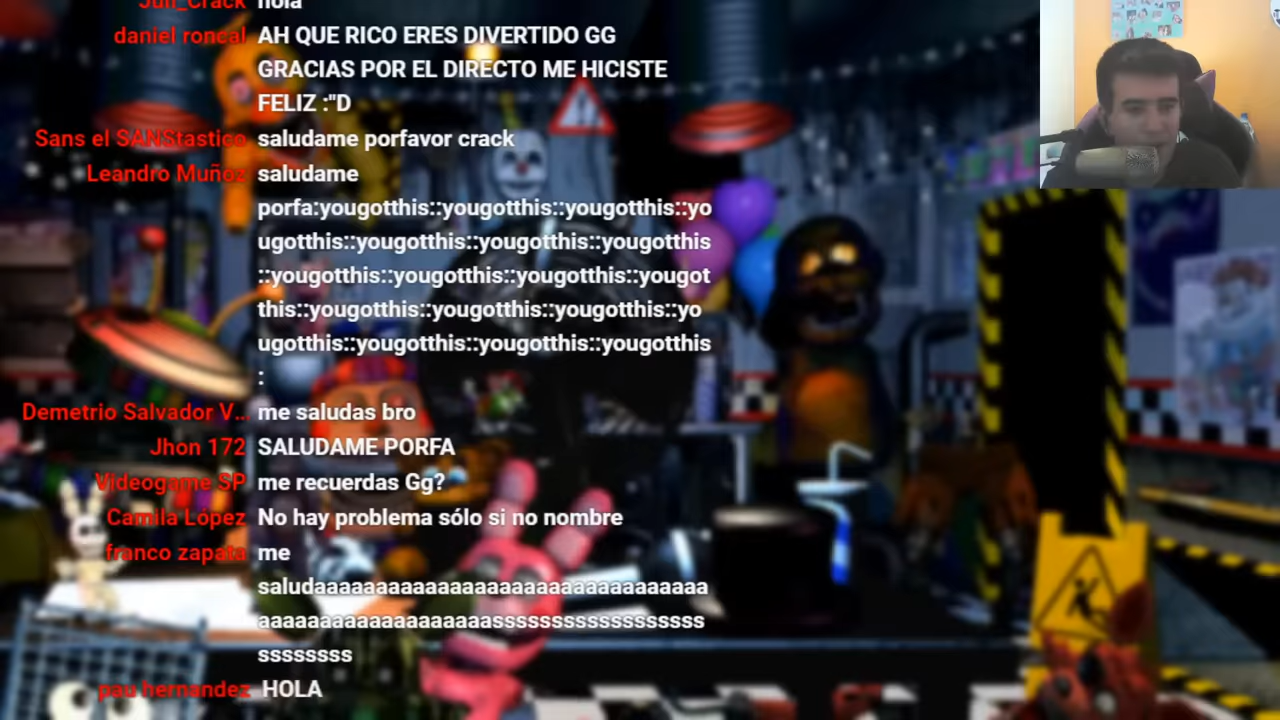 Juli_Crack hola
daniel roncal AH QUE RICO ERES DIVERTIDO GG
GRACIAS POR EL DIRECTO ME HICISTE
FELIZ :"D
Sans el SANStastico saludame porfavor crack
Leandro Muñoz saludame
porfa:yougotthis::yougotthis::yougotthis::yo
ugotthis::yougotthis::yougotthis::yougotthis
::yougotthis::yougotthis::yougotthis::yougot
this::yougotthis::yougotthis::yougotthis::yo
ugotthis::yougotthis::yougotthis::yougotthis
:
Demetrio Salvador V... me saludas bro
Jhon 172 SALUDAME PORFA
Videogame SP me recuerdas Gg?
Camila López No hay problema sólo si no nombre
franco zapata me
saludaaaaaaaaaaaaaaaaaaaaaaaaaaaaaaaa
aaaaaaaaaaaaaaaaaaassssssssssssssssss
ssssssss
pau hernandez HOLA